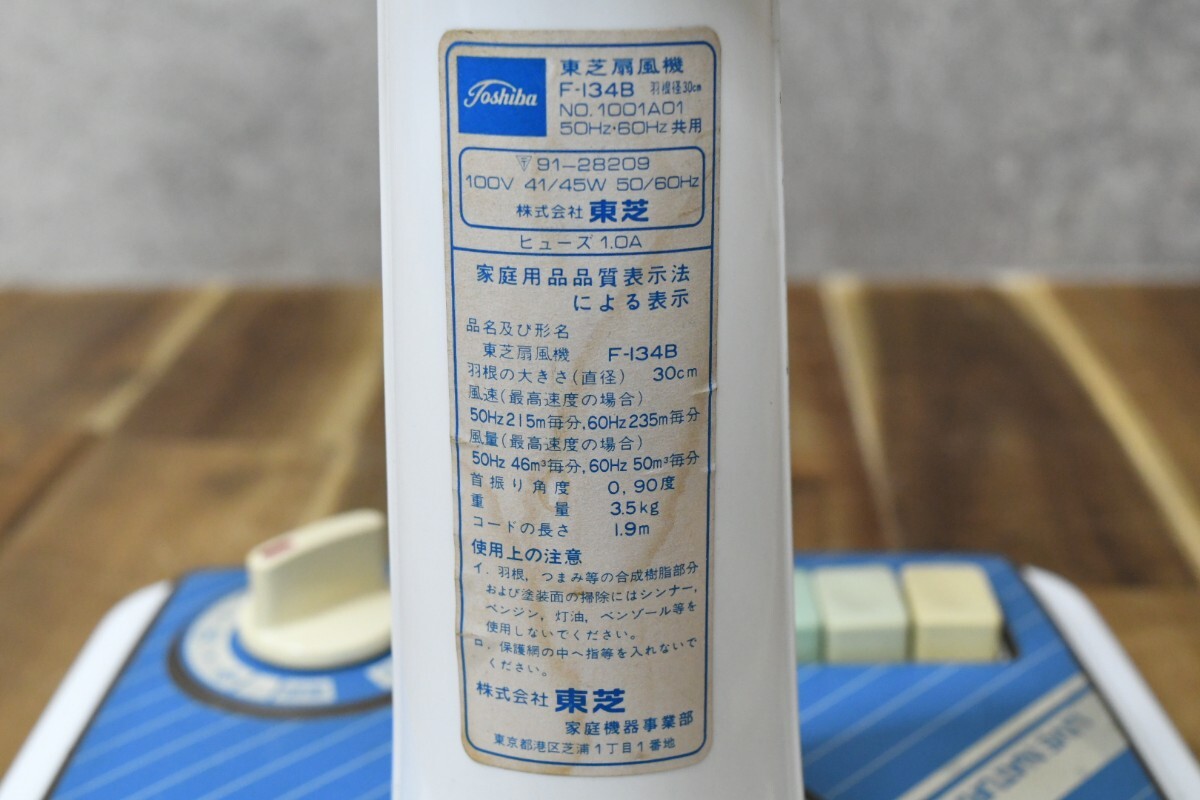 Toshiba
東芝扇風機
F-134B 羽根径30cm
NO.1001A01
50Hz・60Hz 共用
〒91-28209
100V 41/45W 50/60Hz
株式会社 東芝
ヒューズ 1.0A
家庭用品品質表示法
による表示
品名及び形名
東芝扇風機 F-134B
羽根の大きさ(直径) 30cm
風速(最高速度の場合)
50Hz 215m毎分, 60Hz 235m毎分
風量(最高速度の場合)
50Hz 46m³毎分, 60Hz 50m³毎分
首振り角度 0, 90度
重量 3.5kg
コードの長さ 1.9m
使用上の注意
イ. 羽根, つまみ等の合成樹脂部分
および塗装面の掃除にはシンナー,
ベンジン, 灯油, ベンゾール等を
使用しないでください。
ロ. 保護網の中へ指等を入れないで
ください。
株式会社 東芝
家庭機器事業部
東京都港区芝浦1丁目1番地